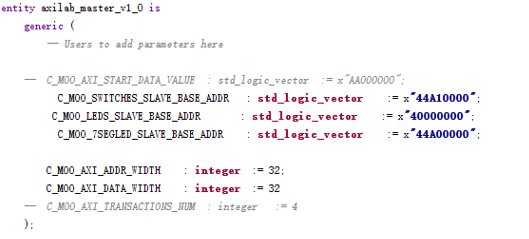 entity axilab_master_v1_0 is
generic (
-- Users to add parameters here
-- C_M00_AXI_START_DATA_VALUE : std_logic_vector := x"AA000000";
C_M00_SWITCHES_SLAVE_BASE_ADDR : std_logic_vector := x"44A10000";
C_M00_LEDS_SLAVE_BASE_ADDR : std_logic_vector := x"40000000";
C_M00_7SEGLED_SLAVE_BASE_ADDR : std_logic_vector := x"44A00000";
C_M00_AXI_ADDR_WIDTH : integer := 32;
C_M00_AXI_DATA_WIDTH : integer := 32
-- C_M00_AXI_TRANSACTIONS_NUM : integer := 4
);